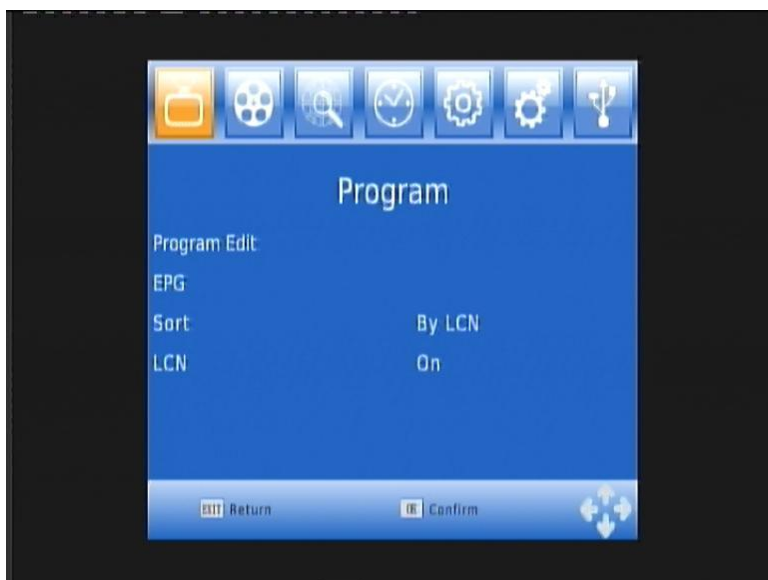 Program
Program Edit
EPG
Sort By LCN
LCN On
EXIT Return OK Confirm